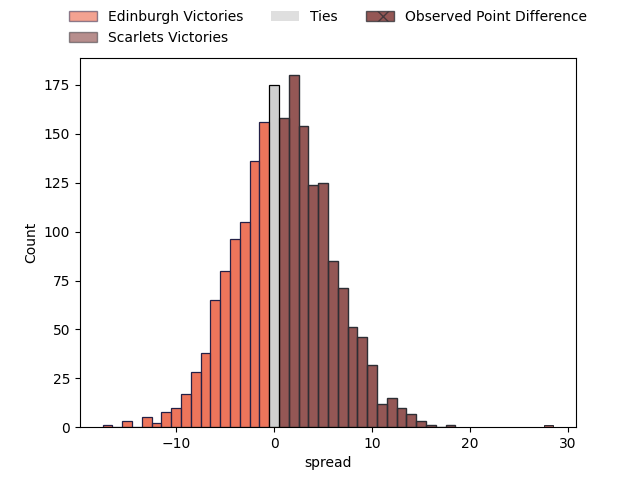 Edinburgh Victories
Scarlets Victories
Ties
Observed Point Difference
175
150
125
100
75
50
25
0
Count
−10
0
10
20
30
spread